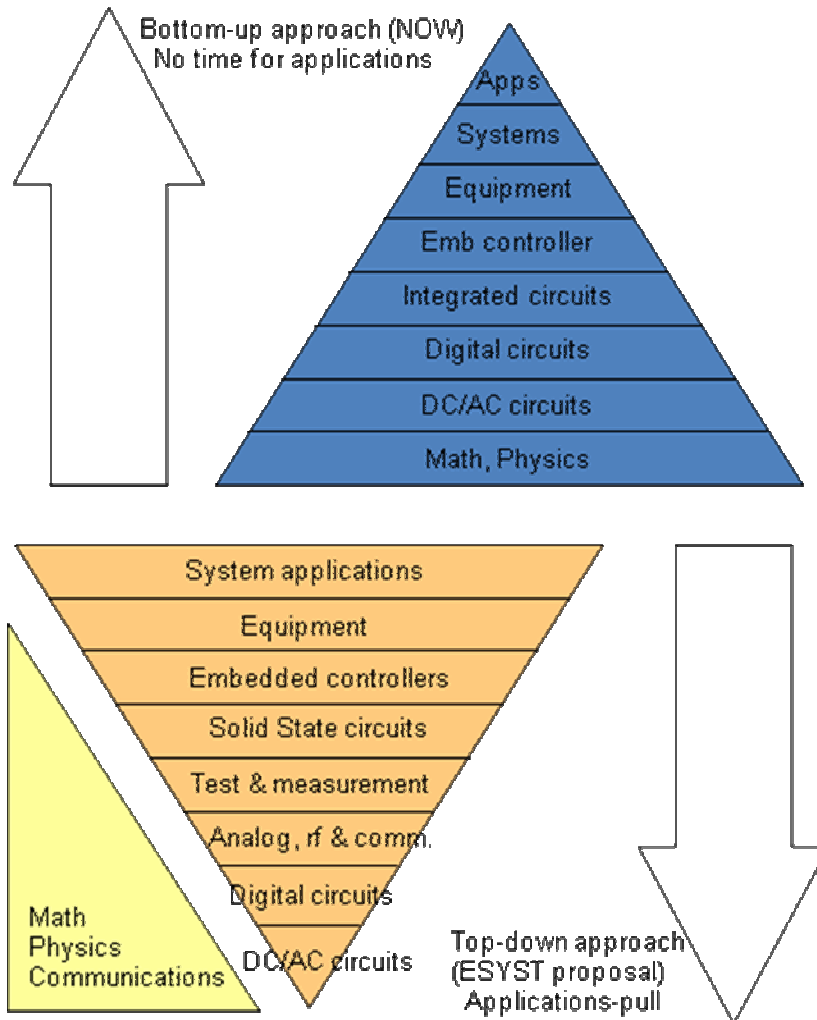 Bottom-up approach (NOW)
No time for applications
Apps
Systems
Equipment
Emb controller
Integrated circuits
Digital circuits
DC/AC circuits
Math, Physics
System applications
Equipment
Embedded controllers
Solid State circuits
Test & measurement
Analog, rf & comm.
Digital circuits
DC/AC circuits
Math
Physics
Communications
Top-down approach
(ESYST proposal)
Applications-pull